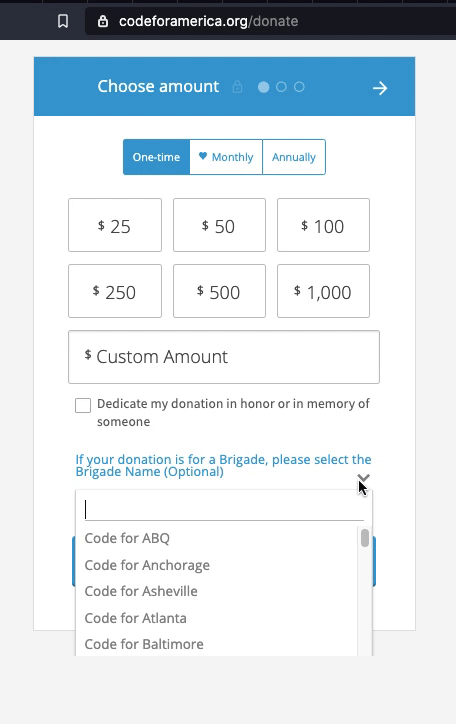 codeforamerica.org/donate
Choose amount
One-time Monthly Annually
$ 25 $ 50 $ 100
$ 250 $ 500 $ 1,000
$ Custom Amount
Dedicate my donation in honor or in memory of
someone
If your donation is for a Brigade, please select the
Brigade Name (Optional)
Code for ABQ
Code for Anchorage
Code for Asheville
Code for Atlanta
Code for Baltimore